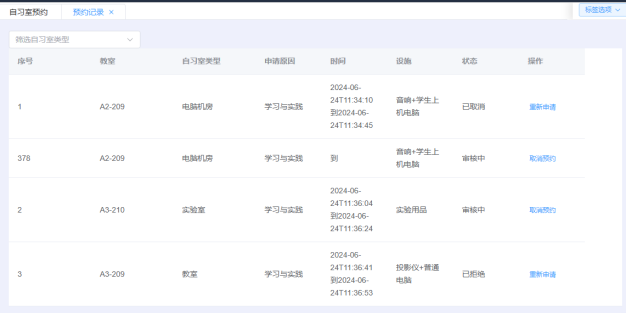 自习室预约 预约记录 × 标签选项
筛选自习室类型
序号 教室 自习室类型 申请原因 时间 设施 状态 操作
1 A2-209 电脑机房 学习与实践 2024-06-24T11:34:10到2024-06-24T11:34:45 音响+学生上机电脑 已取消 重新申请
378 A2-209 电脑机房 学习与实践 到 音响+学生上机电脑 审核中 取消预约
2 A3-210 实验室 学习与实践 2024-06-24T11:36:04到2024-06-24T11:36:24 实验用品 审核中 取消预约
3 A3-209 教室 学习与实践 2024-06-24T11:36:41到2024-06-24T11:36:53 投影仪+普通电脑 已拒绝 重新申请